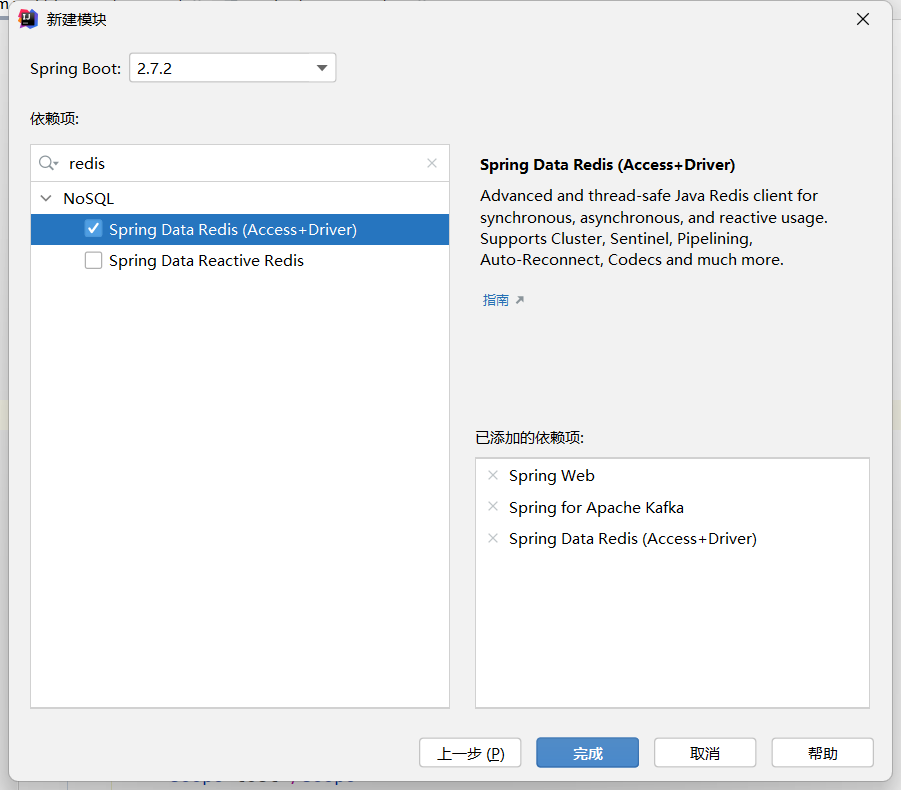 新建模块
Spring Boot: 2.7.2
依赖项:
redis
NoSQL
Spring Data Redis (Access+Driver)
Spring Data Reactive Redis
Spring Data Redis (Access+Driver)
Advanced and thread-safe Java Redis client for
synchronous, asynchronous, and reactive usage.
Supports Cluster, Sentinel, Pipelining,
Auto-Reconnect, Codecs and much more.
指南
已添加的依赖项:
Spring Web
Spring for Apache Kafka
Spring Data Redis (Access+Driver)
上一步 (P) 完成 取消 帮助